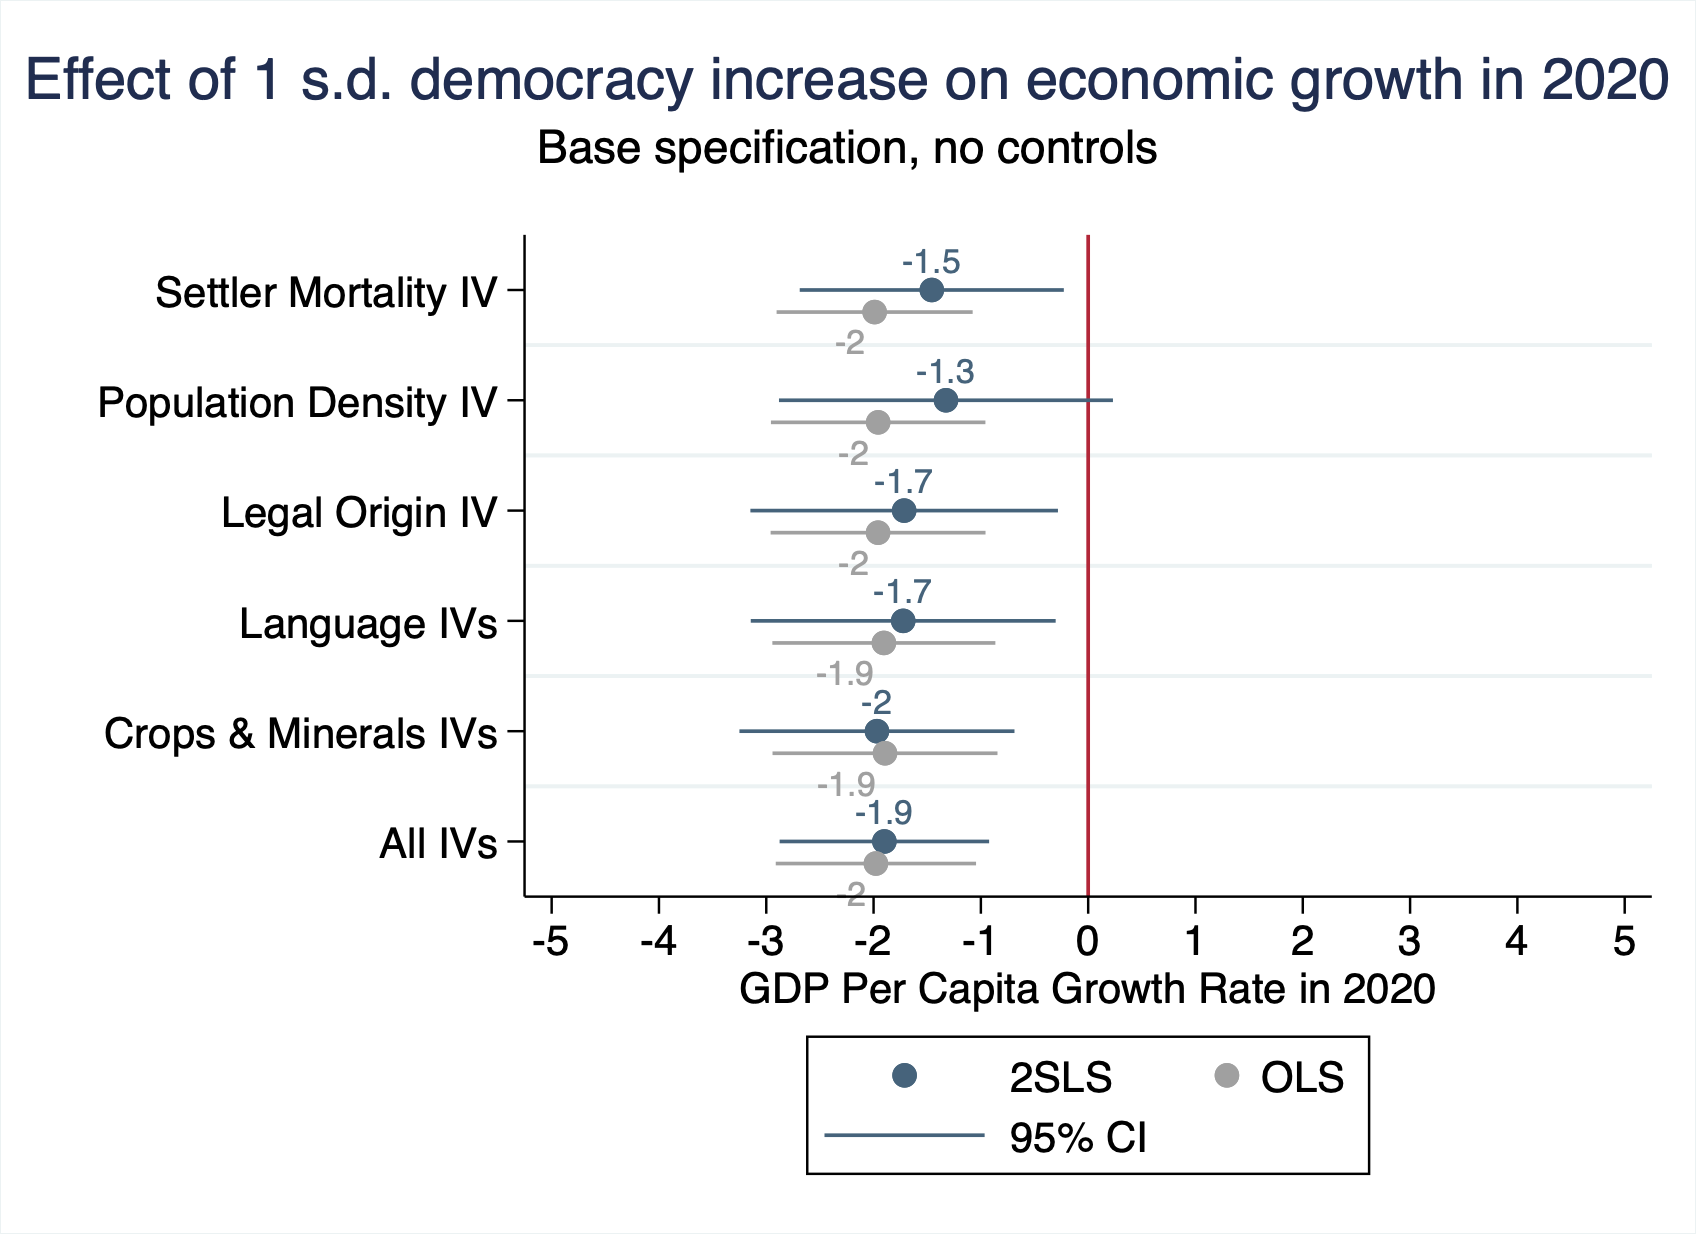 Effect of 1 s.d. democracy increase on economic growth in 2020
Base specification, no controls
Settler Mortality IV
-1.5
-2
Population Density IV
-1.3
-2
Legal Origin IV
-1.7
-2
Language IVs
-1.7
-1.9
Crops & Minerals IVs
-2
-1.9
All IVs
-1.9
-2
-5 -4 -3 -2 -1 0 1 2 3 4 5
GDP Per Capita Growth Rate in 2020
2SLS OLS
95% CI